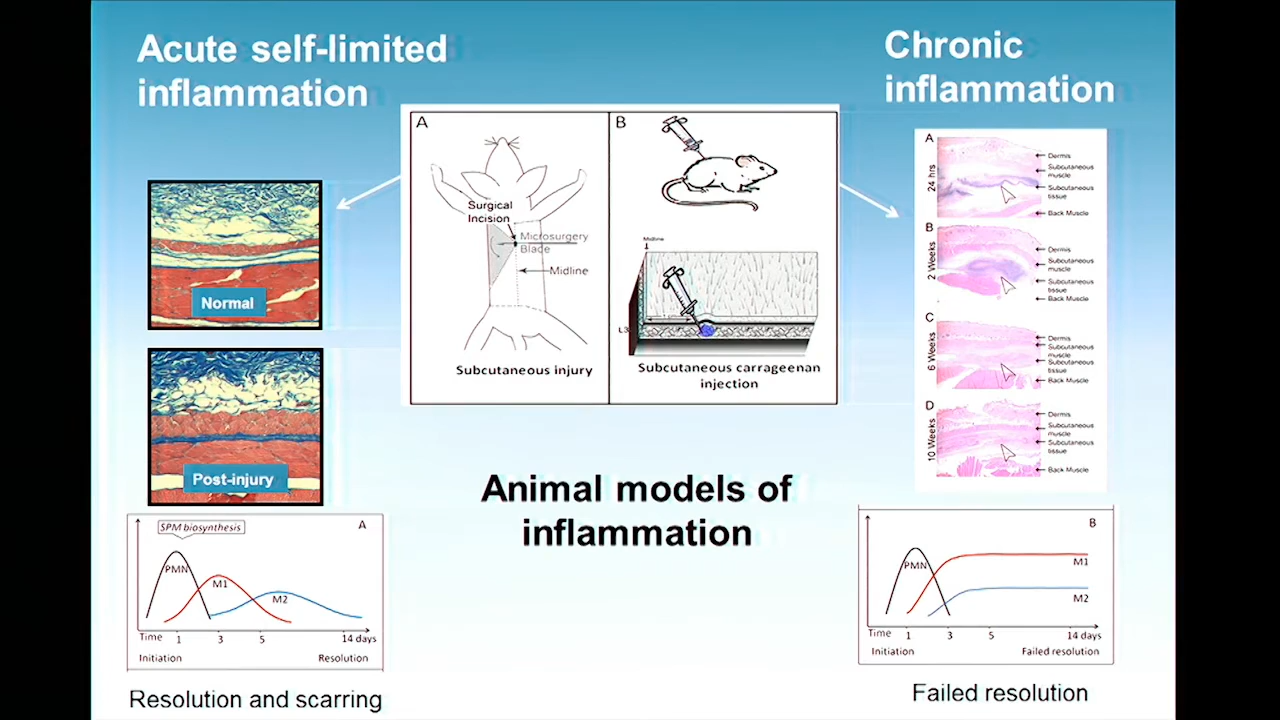 Acute self-limited
inflammation
Chronic
inflammation
A
Surgical
Incision
Microsurgery
Blade
Midline
Subcutaneous injury
B
Midline
L3
Subcutaneous carrageenan
injection
Normal
Post-injury
A
24 hrs
Dermis
Subcutaneous
muscle
Subcutaneous
tissue
Back Muscle
B
2 Weeks
Dermis
Subcutaneous
muscle
Subcutaneous
tissue
Back Muscle
C
6 Weeks
Dermis
Subcutaneous
muscle
Subcutaneous
tissue
Back Muscle
D
10 Weeks
Dermis
Subcutaneous
muscle
Subcutaneous
tissue
Back Muscle
Animal models of
inflammation
SPM biosynthesis
A
PMN
M1
M2
Time 1 3 5 14 days
Initiation Resolution
Resolution and scarring
B
PMN
M1
M2
Time 1 3 5 14 days
Initiation Failed resolution
Failed resolution